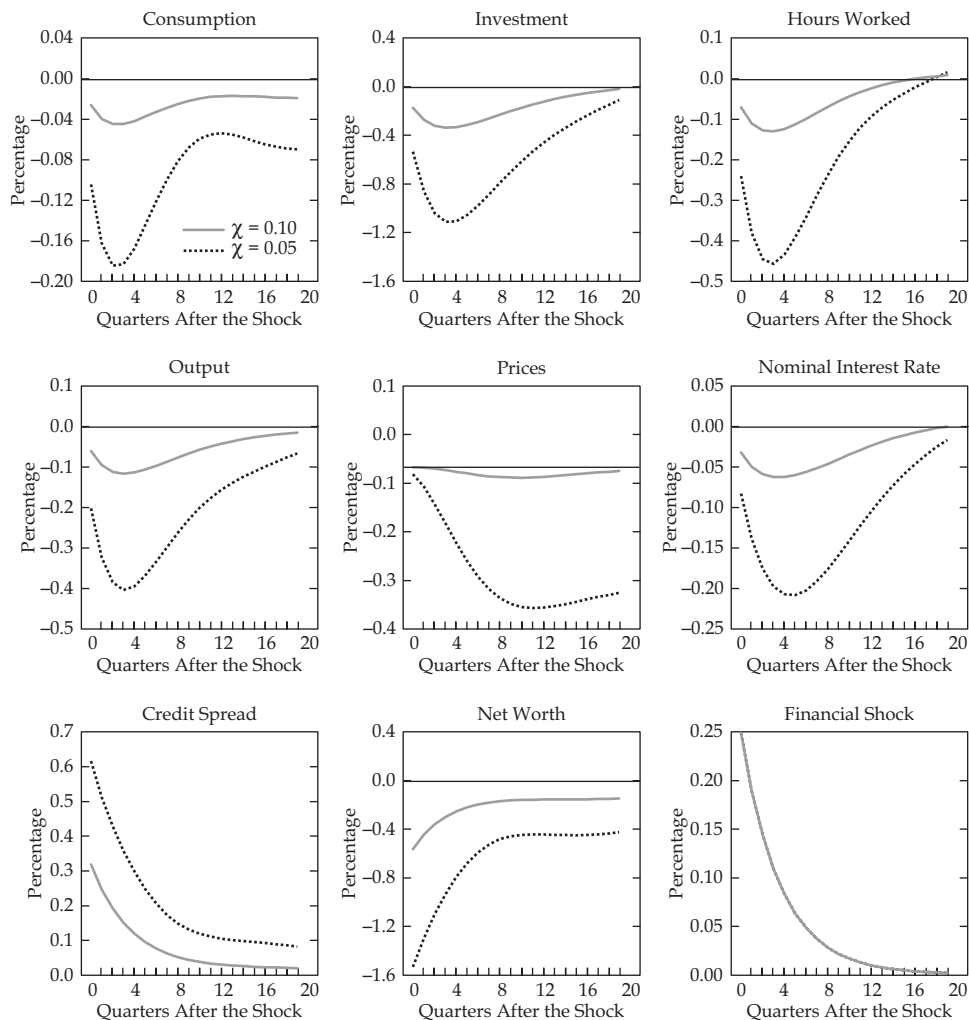 Consumption
0.04
0.00
–0.04
–0.08
–0.12
–0.16
–0.20
Percentage
χ = 0.10
χ = 0.05
0 4 8 12 16 20
Quarters After the Shock
Investment
0.4
0.0
–0.4
–0.8
–1.2
–1.6
Percentage
0 4 8 12 16 20
Quarters After the Shock
Hours Worked
0.1
0.0
–0.1
–0.2
–0.3
–0.4
–0.5
Percentage
0 4 8 12 16 20
Quarters After the Shock
Output
0.1
0.0
–0.1
–0.2
–0.3
–0.4
–0.5
Percentage
0 4 8 12 16 20
Quarters After the Shock
Prices
0.1
0.0
–0.1
–0.2
–0.3
–0.4
Percentage
0 4 8 12 16 20
Quarters After the Shock
Nominal Interest Rate
0.05
0.00
–0.05
–0.10
–0.15
–0.20
–0.25
Percentage
0 4 8 12 16 20
Quarters After the Shock
Credit Spread
0.7
0.6
0.5
0.4
0.3
0.2
0.1
0.0
Percentage
0 4 8 12 16 20
Quarters After the Shock
Net Worth
0.4
0.0
–0.4
–0.8
–1.2
–1.6
Percentage
0 4 8 12 16 20
Quarters After the Shock
Financial Shock
0.25
0.20
0.15
0.10
0.05
0.00
Percentage
0 4 8 12 16 20
Quarters After the Shock